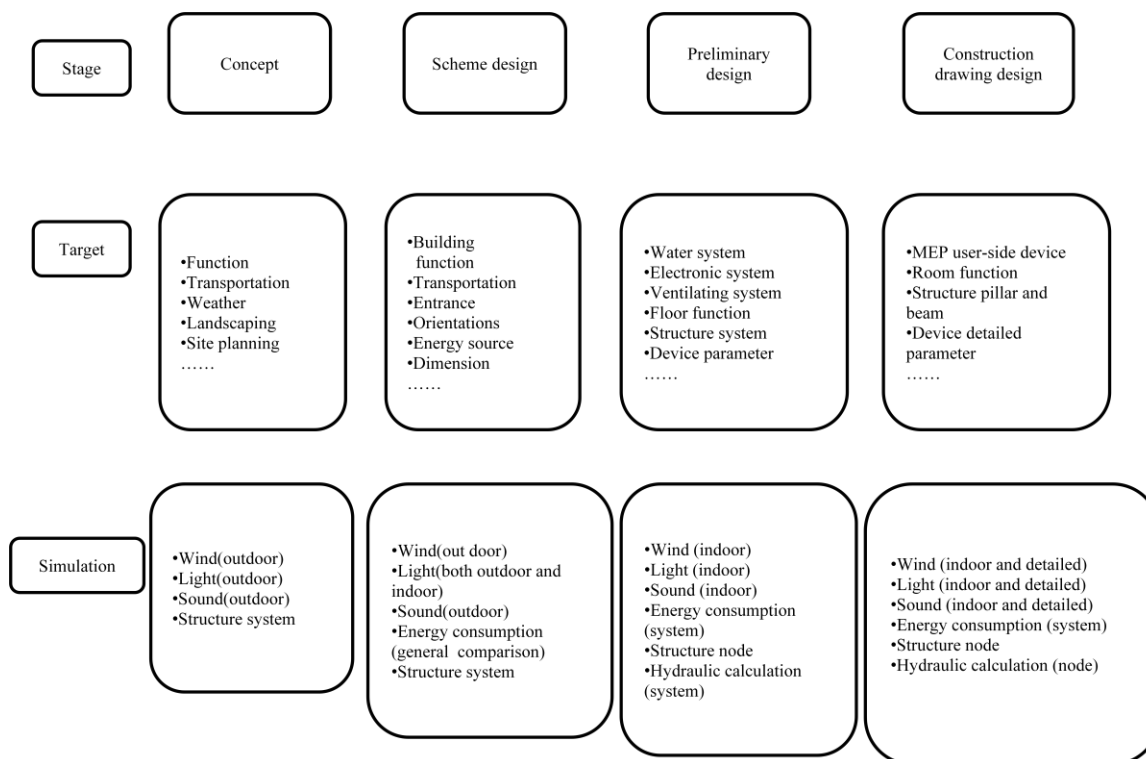 Stage
Concept
Scheme design
Preliminary
design
Construction
drawing design
Target
•Function
•Transportation
•Weather
•Landscaping
•Site planning
……
•Building
function
•Transportation
•Entrance
•Orientations
•Energy source
•Dimension
……
•Water system
•Electronic system
•Ventilating system
•Floor function
•Structure system
•Device parameter
……
•MEP user-side device
•Room function
•Structure pillar and
beam
•Device detailed
parameter
……
Simulation
•Wind(outdoor)
•Light(outdoor)
•Sound(outdoor)
•Structure system
•Wind(out door)
•Light(both outdoor and
indoor)
•Sound(outdoor)
•Energy consumption
(general comparison)
•Structure system
•Wind (indoor)
•Light (indoor)
•Sound (indoor)
•Energy consumption
(system)
•Structure node
•Hydraulic calculation
(system)
•Wind (indoor and detailed)
•Light (indoor and detailed)
•Sound (indoor and detailed)
•Energy consumption (system)
•Structure node
•Hydraulic calculation (node)